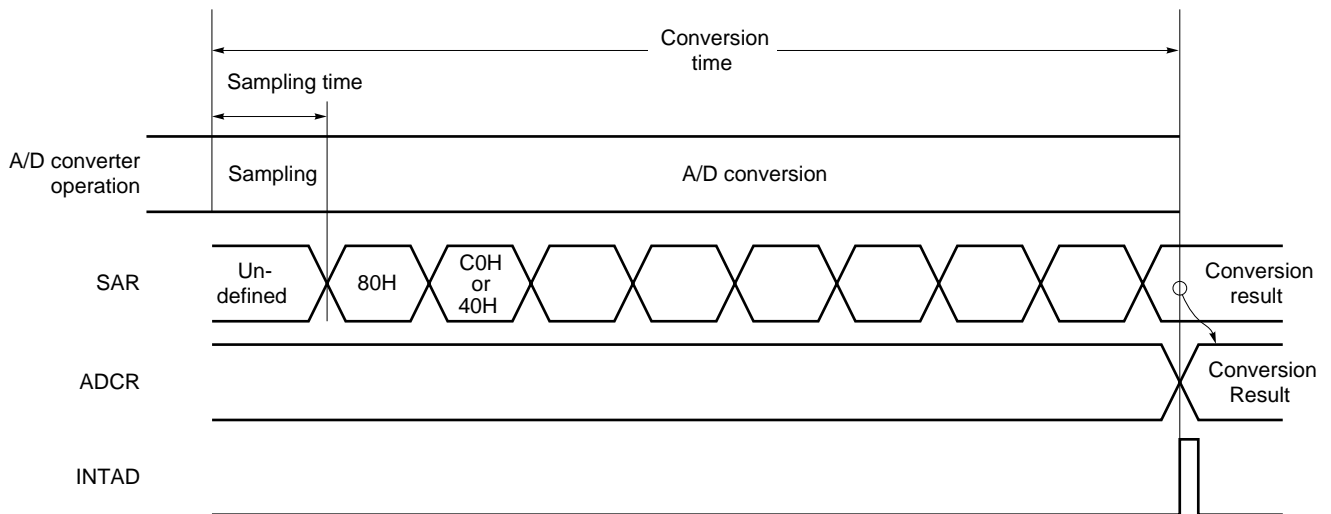 Conversion
time
Sampling time
A/D converter
operation
Sampling
A/D conversion
SAR
Un-
defined
80H
C0H
or
40H
Conversion
result
ADCR
Conversion
Result
INTAD